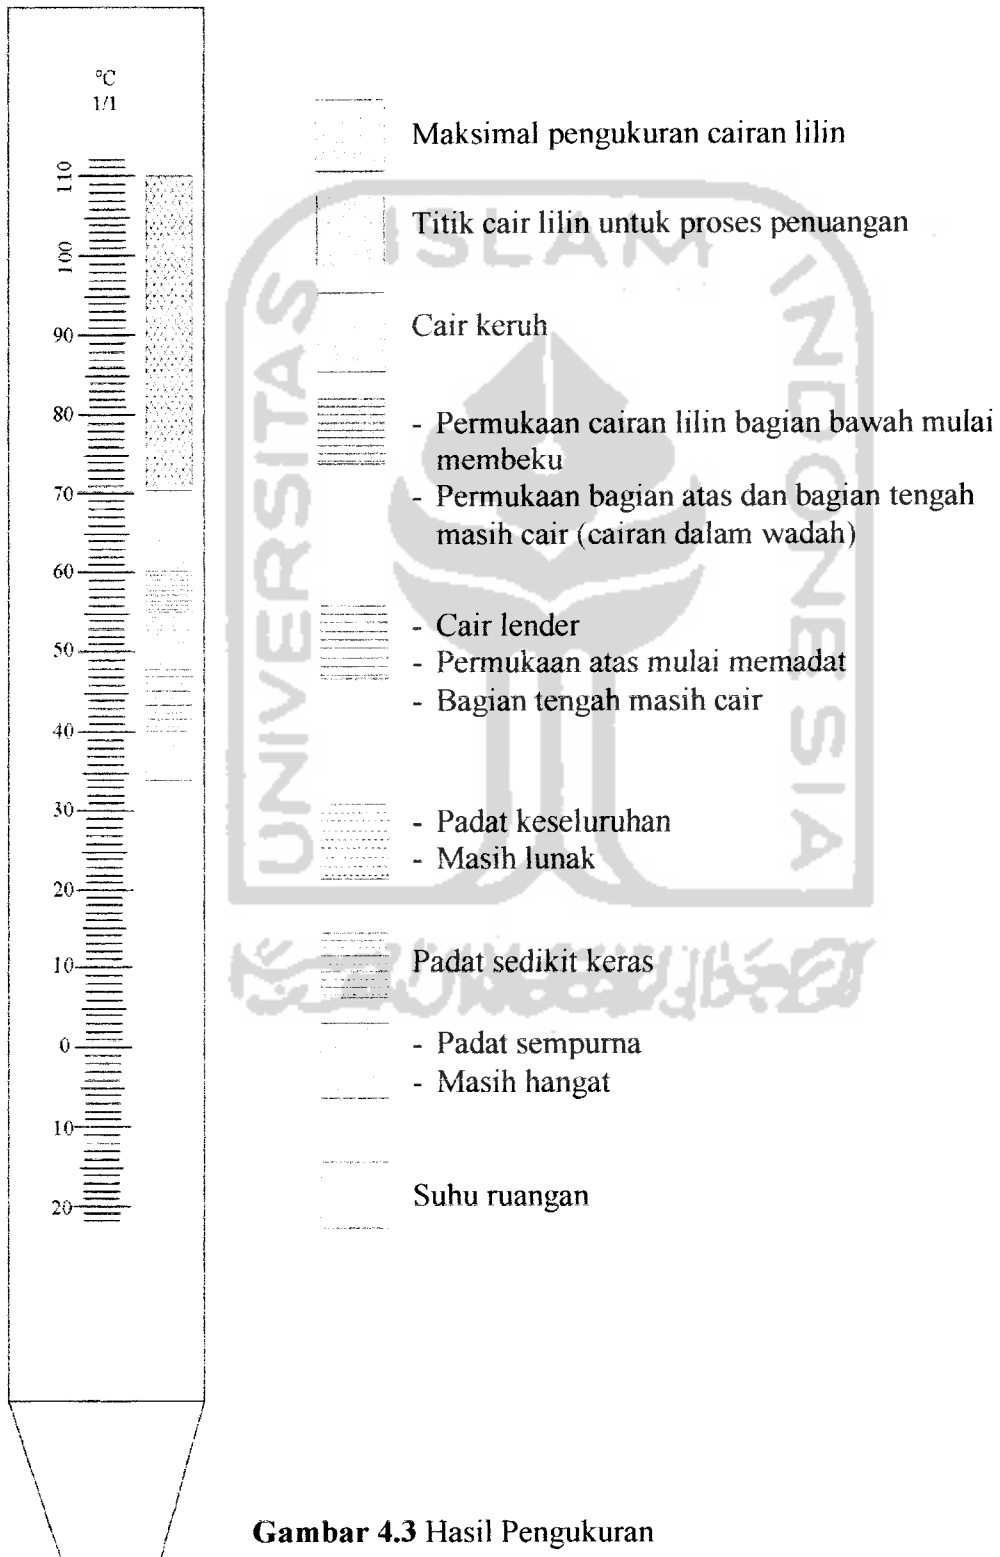 °C
1/1
110
100
90
80
70
60
50
40
30
20
10
0
10
20
Maksimal pengukuran cairan lilin
Titik cair lilin untuk proses penuangan
Cair keruh
- Permukaan cairan lilin bagian bawah mulai
membeku
- Permukaan bagian atas dan bagian tengah
masih cair (cairan dalam wadah)
- Cair lender
- Permukaan atas mulai memadat
- Bagian tengah masih cair
- Padat keseluruhan
- Masih lunak
Padat sedikit keras
- Padat sempurna
- Masih hangat
Suhu ruangan
Gambar 4.3 Hasil Pengukuran
UNIVERSITAS
ISLAM
INDONESIA